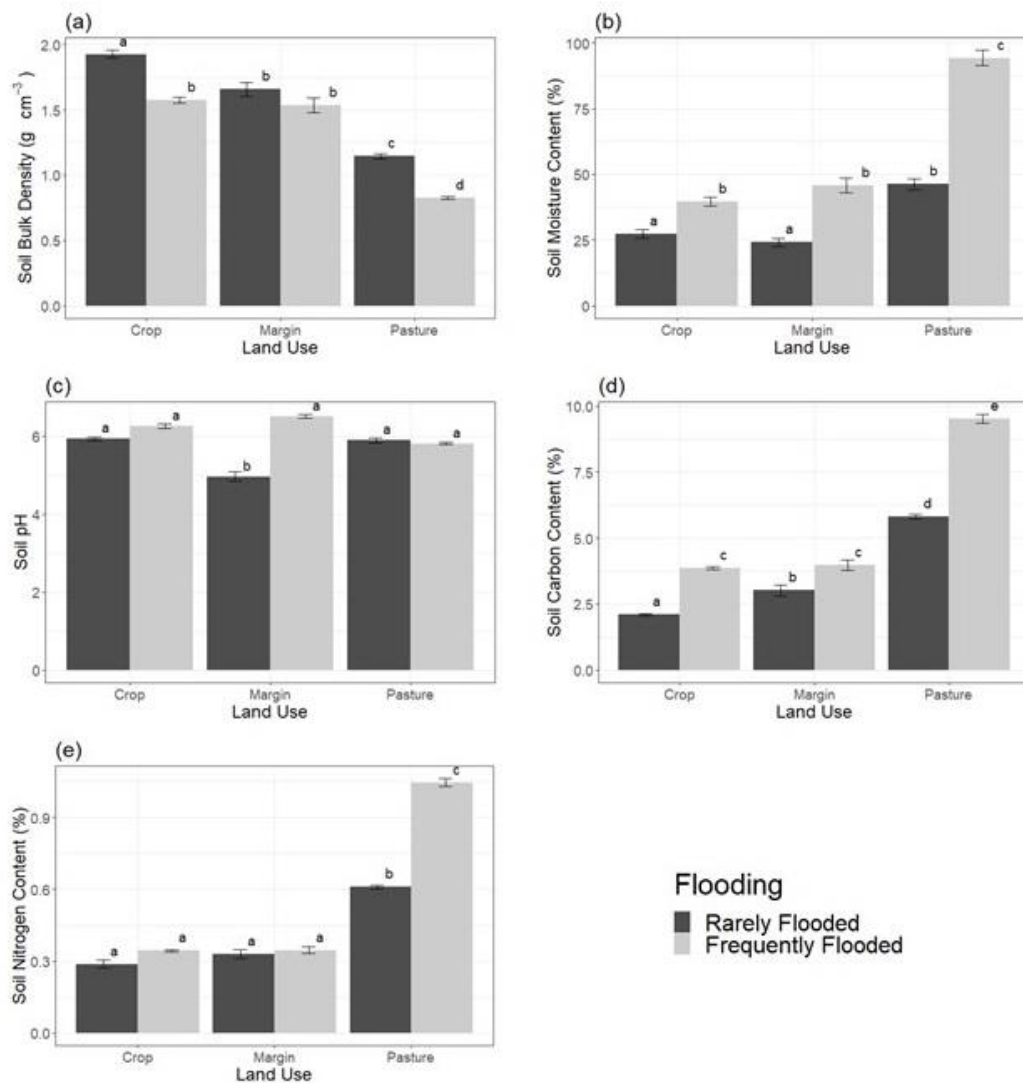 (a)
Soil Bulk Density (g cm⁻³)
2.0
1.5
1.0
0.5
0.0
a
b
b
b
c
d
Crop
Margin
Pasture
Land Use
(b)
Soil Moisture Content (%)
100
75
50
25
0
a
b
a
b
b
c
Crop
Margin
Pasture
Land Use
(c)
Soil pH
6
4
2
0
a
a
b
a
a
a
Crop
Margin
Pasture
Land Use
(d)
Soil Carbon Content (%)
10.0
7.5
5.0
2.5
0.0
a
c
b
c
d
e
Crop
Margin
Pasture
Land Use
(e)
Soil Nitrogen Content (%)
0.9
0.6
0.3
0.0
a
a
a
a
b
c
Crop
Margin
Pasture
Land Use
Flooding
Rarely Flooded
Frequently Flooded